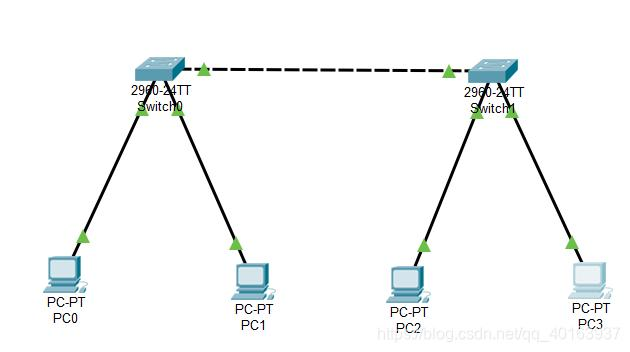 2960-24TT
Switch0
2960-24TT
Switch1
PC-PT
PC0
PC-PT
PC1
PC-PT
PC2
PC-PT
PC3
https://blog.csdn.net/qq_40163937